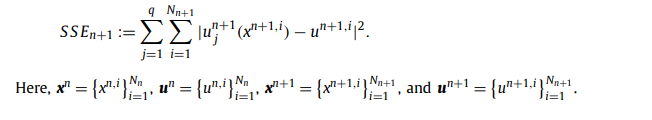 SSE_{n+1} := \sum_{j=1}^{q} \sum_{i=1}^{N_{n+1}} |u_j^{n+1}(x^{n+1,i}) − u^{n+1,i}|^2.
Here, x^n = {x^{n,i}}_{i=1}^{N_n}, u^n = {u^{n,i}}_{i=1}^{N_n}, x^{n+1} = {x^{n+1,i}}_{i=1}^{N_{n+1}}, and u^{n+1} = {u^{n+1,i}}_{i=1}^{N_{n+1}}.